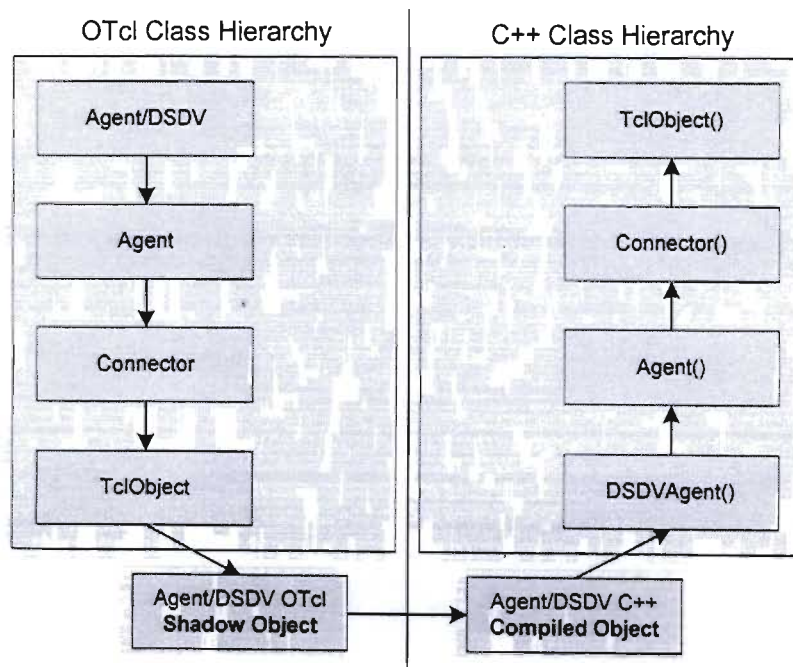 OTcl Class Hierarchy
Agent/DSDV
Agent
Connector
TclObject
Agent/DSDV OTcl
Shadow Object
C++ Class Hierarchy
TclObject()
Connector()
Agent()
DSDVAgent()
Agent/DSDV C++
Compiled Object